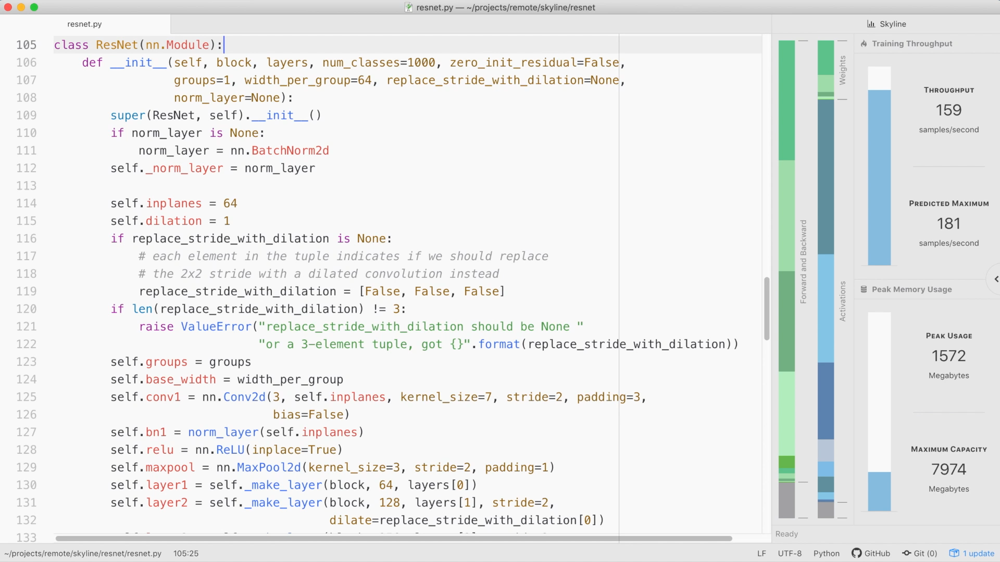 resnet.py — ~/projects/remote/skyline/resnet
resnet.py
105 class ResNet(nn.Module):
106 def __init__(self, block, layers, num_classes=1000, zero_init_residual=False,
107 groups=1, width_per_group=64, replace_stride_with_dilation=None,
108 norm_layer=None):
109 super(ResNet, self).__init__()
110 if norm_layer is None:
111 norm_layer = nn.BatchNorm2d
112 self._norm_layer = norm_layer
113
114 self.inplanes = 64
115 self.dilation = 1
116 if replace_stride_with_dilation is None:
117 # each element in the tuple indicates if we should replace
118 # the 2x2 stride with a dilated convolution instead
119 replace_stride_with_dilation = [False, False, False]
120 if len(replace_stride_with_dilation) != 3:
121 raise ValueError("replace_stride_with_dilation should be None "
122 "or a 3-element tuple, got {}".format(replace_stride_with_dilation))
123 self.groups = groups
124 self.base_width = width_per_group
125 self.conv1 = nn.Conv2d(3, self.inplanes, kernel_size=7, stride=2, padding=3,
126 bias=False)
127 self.bn1 = norm_layer(self.inplanes)
128 self.relu = nn.ReLU(inplace=True)
129 self.maxpool = nn.MaxPool2d(kernel_size=3, stride=2, padding=1)
130 self.layer1 = self._make_layer(block, 64, layers[0])
131 self.layer2 = self._make_layer(block, 128, layers[1], stride=2,
132 dilate=replace_stride_with_dilation[0])
133
Skyline
Forward and Backward
Weights
Activations
Training Throughput
THROUGHPUT
159
samples/second
PREDICTED MAXIMUM
181
samples/second
Peak Memory Usage
PEAK USAGE
1572
Megabytes
MAXIMUM CAPACITY
7974
Megabytes
Ready
~/projects/remote/skyline/resnet/resnet.py 105:25
LF UTF-8 Python GitHub Git (0) 1 update